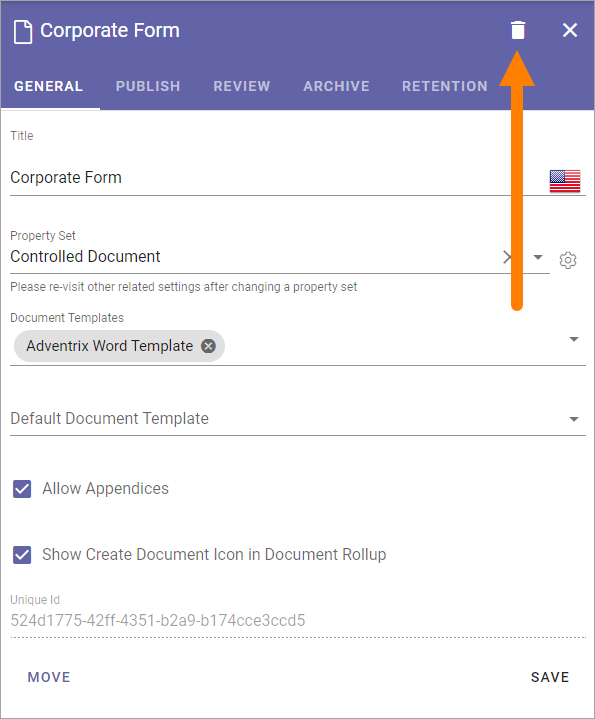 Corporate Form
GENERAL PUBLISH REVIEW ARCHIVE RETENTION
Title
Corporate Form
Property Set
Controlled Document
Please re-visit other related settings after changing a property set
Document Templates
Adventrix Word Template
Default Document Template
Allow Appendices
Show Create Document Icon in Document Rollup
Unique Id
524d1775-42ff-4351-b2a9-b174cce3ccd5
MOVE SAVE